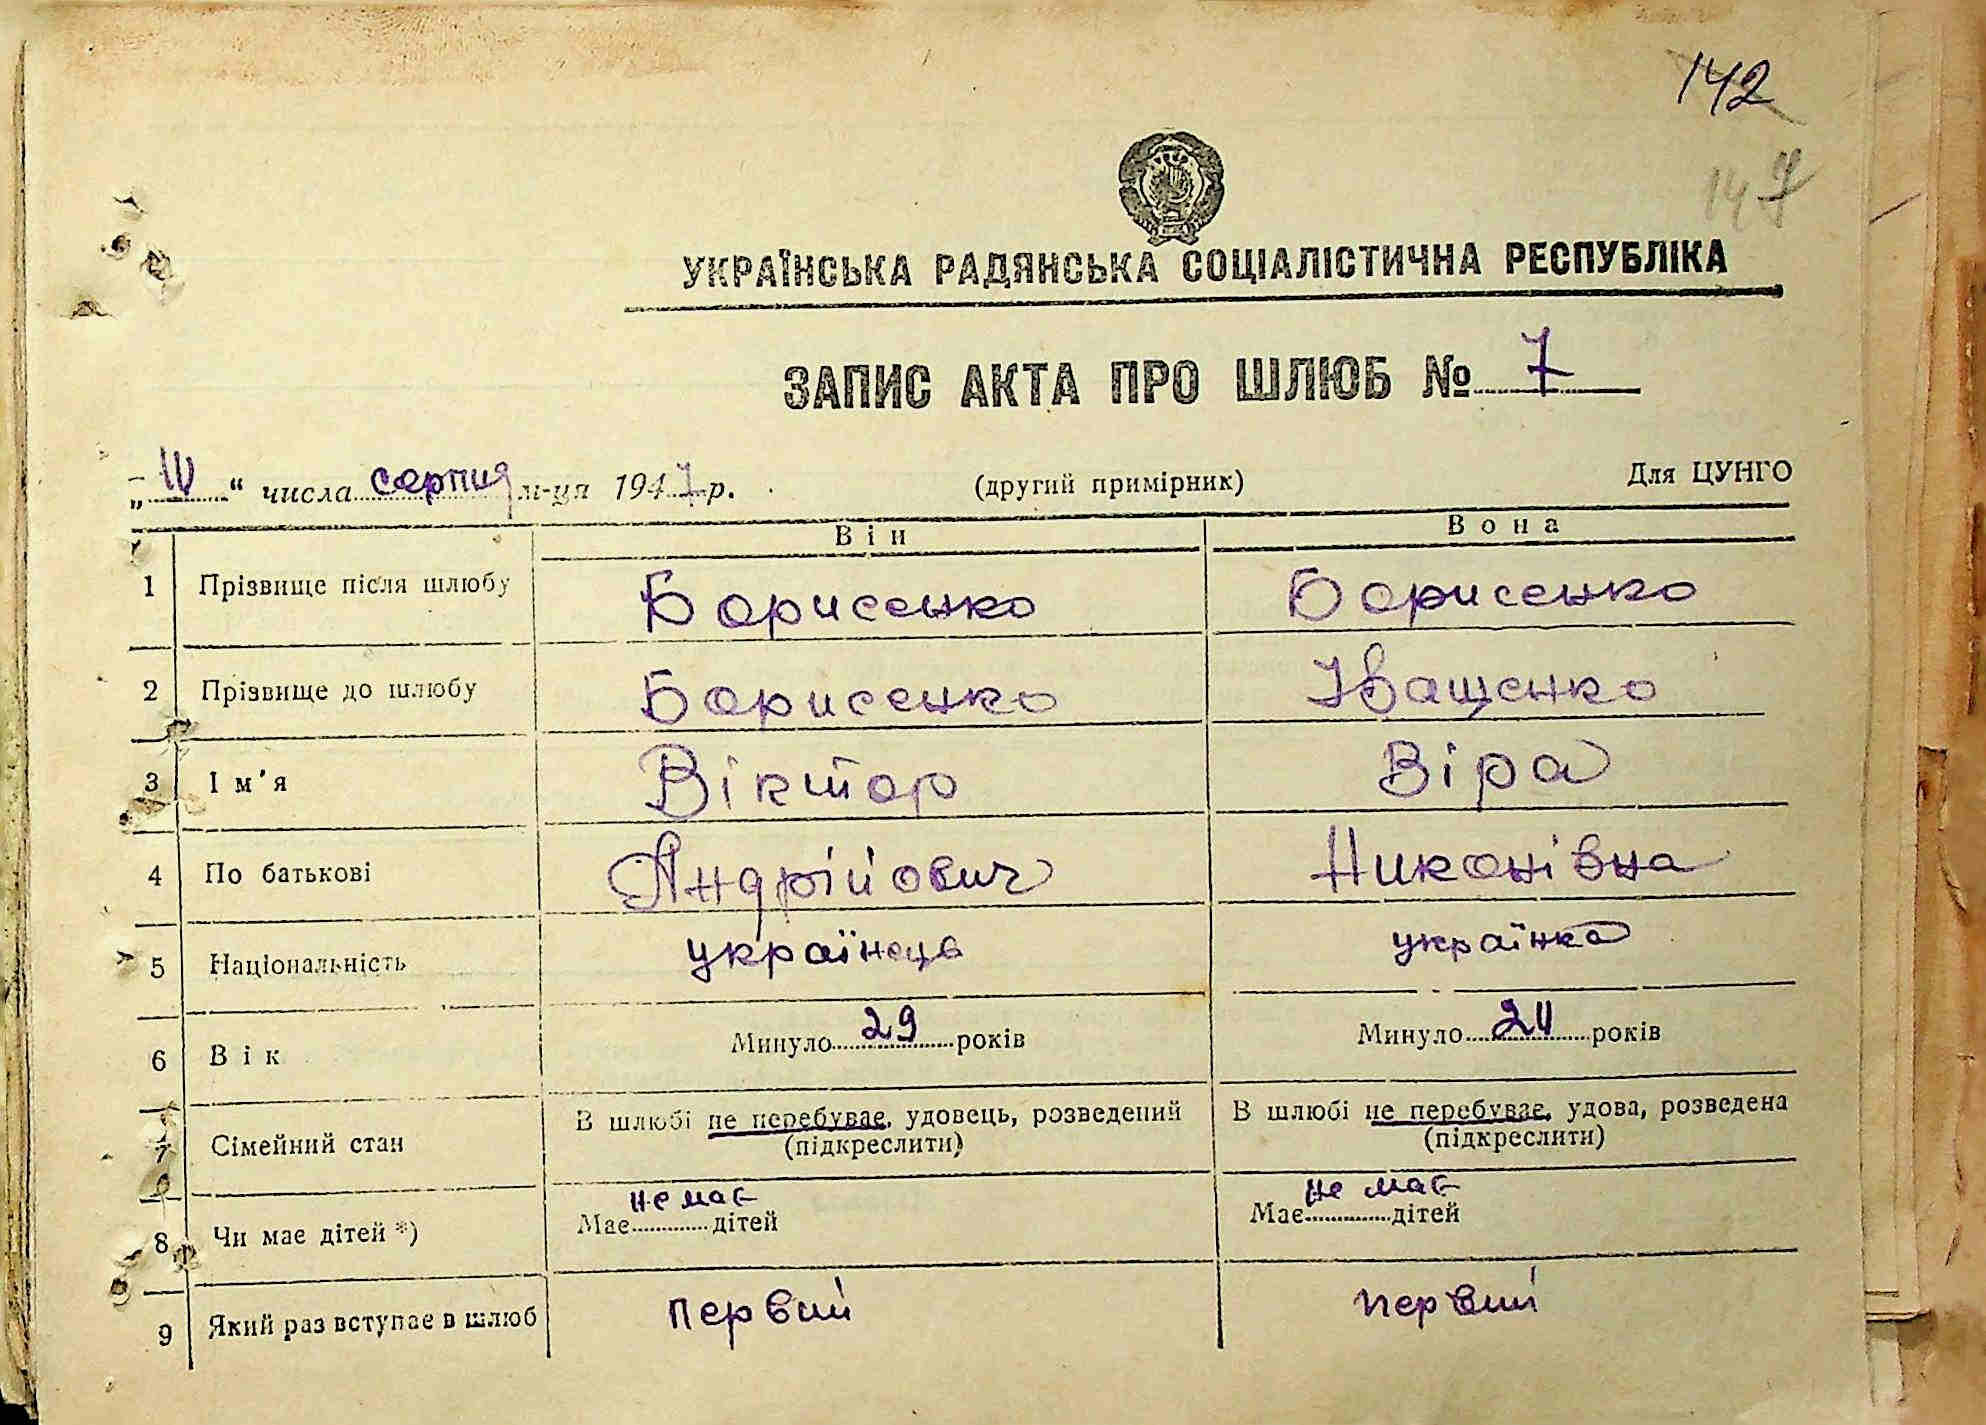 142
147
УКРАЇНСЬКА РАДЯНСЬКА СОЦІАЛІСТИЧНА РЕСПУБЛІКА
ЗАПИС АКТА ПРО ШЛЮБ № 7
„ “ числа серпня м-ця 1947 р. (другий примірник) Для ЦУНГО
Він Вона
1 Прізвище після шлюбу Борисенко Борисенко
2 Прізвище до шлюбу Борисенко Іващенко
3 Ім'я Віктор Віра
4 По батькові Андрійович Никонівна
5 Національність українець українка
6 Вік Минуло 29 років Минуло 24 років
7 Сімейний стан В шлюбі не перебуває, удовець, розведений В шлюбі не перебуває, удова, розведена
(підкреслити) (підкреслити)
не має не має
8 Чи має дітей *) Має дітей Має дітей
9 Який раз вступає в шлюб первий первий